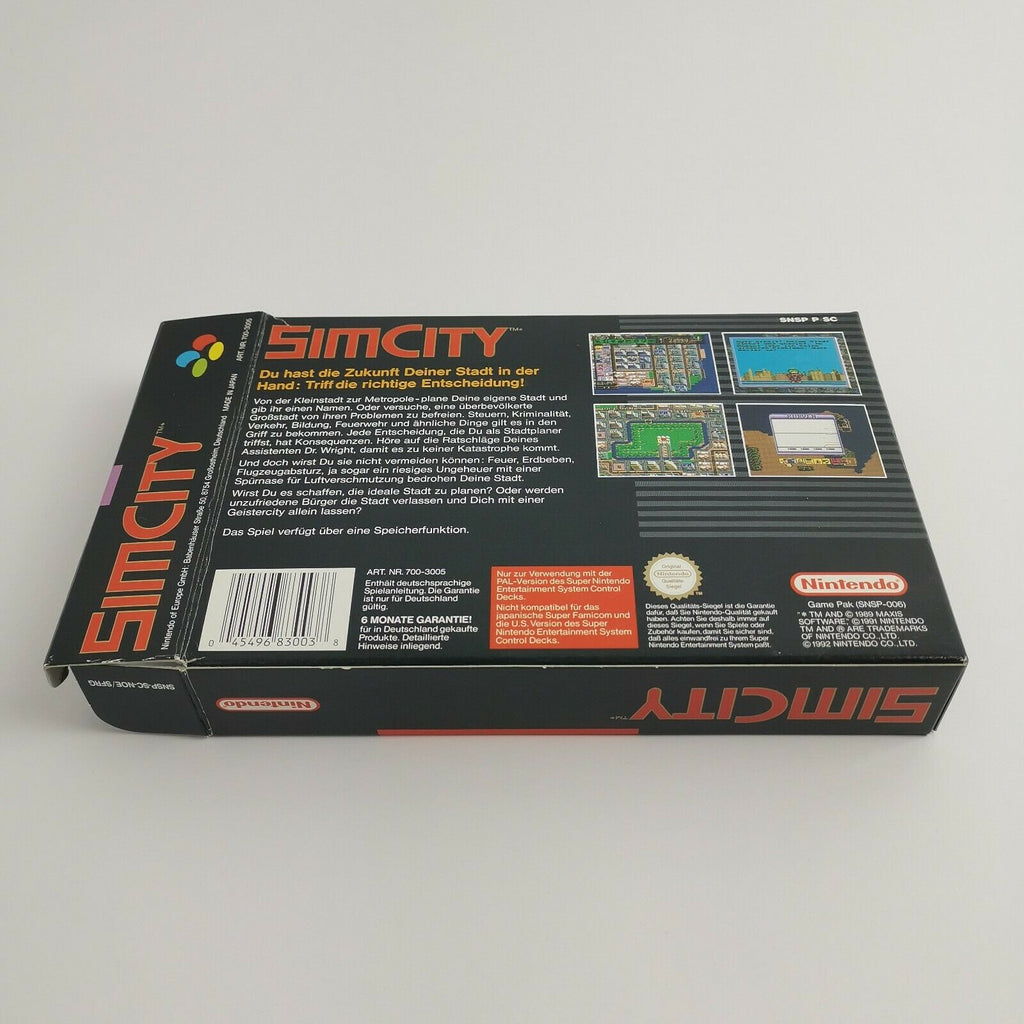 SIMCITY™*
Du hast die Zukunft Deiner Stadt in der
Hand: Triff die richtige Entscheidung!
Von der Kleinstadt zur Metropole - plane Deine eigene Stadt und
gib ihr einen Namen. Oder versuche, eine überbevölkerte
Großstadt von ihren Problemen zu befreien. Steuern, Kriminalität,
Verkehr, Bildung, Feuerwehr und ähnliche Dinge gilt es in den
Griff zu bekommen. Jede Entscheidung, die Du als Stadtplaner
triffst, hat Konsequenzen. Höre auf die Ratschläge Deines
Assistenten Dr. Wright, damit es zu keiner Katastrophe kommt.
Und doch wirst Du sie nicht vermeiden können: Feuer, Erdbeben,
Flugzeugabsturz, ja sogar ein riesiges Ungeheuer mit einer
Spürnase für Luftverschmutzung bedrohen Deine Stadt.
Wirst Du es schaffen, die ideale Stadt zu planen? Oder werden
unzufriedene Bürger die Stadt verlassen und Dich mit einer
Geistercity allein lassen?
Das Spiel verfügt über eine Speicherfunktion.
SNSP P SC
0 45496 83003 8
ART. NR. 700-3005
Enthält deutschsprachige
Spielanleitung. Die Garantie
ist nur für Deutschland
gültig.
6 MONATE GARANTIE!
für in Deutschland gekaufte
Produkte. Detaillierte
Hinweise inliegend.
Nur zur Verwendung mit der
PAL-Version des Super Nintendo
Entertainment System Control
Decks.
Nicht kompatibel für das
japanische Super Famicom und
die U.S. Version des Super
Nintendo Entertainment System
Control Decks.
Original
Nintendo
Qualitäts-
Siegel
TM
Dieses Qualitäts-Siegel ist die Garantie
dafür, daß Sie Nintendo-Qualität gekauft
haben. Achten Sie deshalb immer auf
dieses Siegel, wenn Sie Spiele oder
Zubehör kaufen, damit Sie sicher sind,
daß alles einwandfrei zu Ihrem Super
Nintendo Entertainment System paßt.
Nintendo®
Game Pak (SNSP-006)
"* TM AND © 1989 MAXIS
SOFTWARE." © 1991 NINTENDO
TM AND ® ARE TRADEMARKS
OF NINTENDO CO., LTD.
© 1992 NINTENDO CO., LTD.
SIMCITY™*
Nintendo of Europe GmbH: Babenhäuser Straße 50, 8754 Großostheim, Deutschland MADE IN JAPAN ART. NR. 700-3005
SNSP-SC-NOE/SFRG
Nintendo
SIMCITY™*